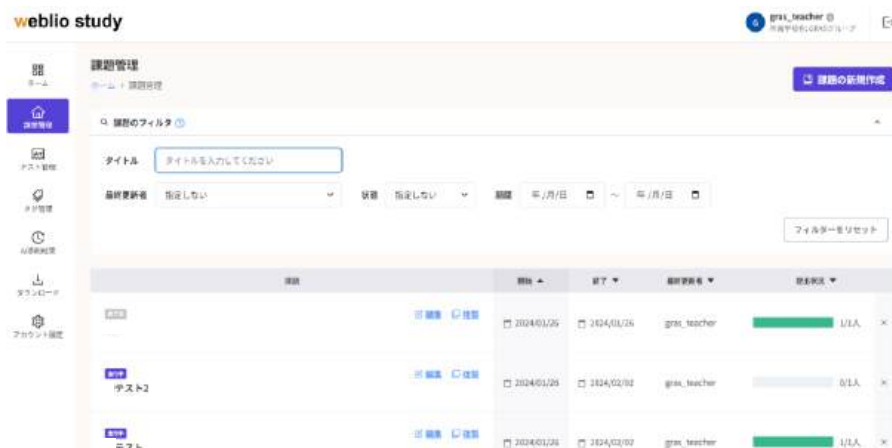 weblio study
gras_teacher
ホーム
課題管理
ホーム > 課題管理
課題の新規作成
課題管理
課題のフィルタ
タイトル
タイトルを入力してください
最終更新者
指定しない
状態
指定しない
期間
年/月/日
~
年/月/日
フィルターをリセット
テスト管理
タグ管理
ダウンロード
アカウント設定
課題
開始 ▲
終了 ▼
最終更新者 ▼
提出状況 ▼
編集
複製
2024/01/26
2024/01/26
gras_teacher
1/1人
テスト2
編集
複製
2024/01/26
2024/02/02
gras_teacher
0/1人
テスト
編集
複製
2024/01/26
2024/02/02
gras_teacher
1/1人